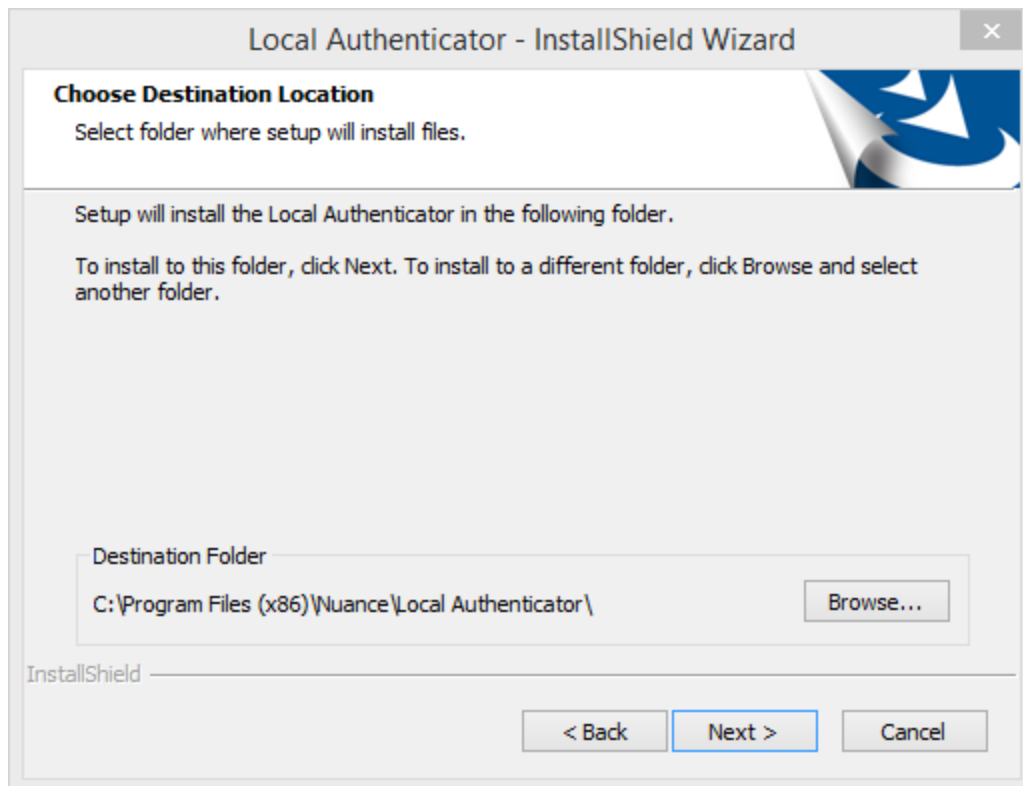 Local Authenticator - InstallShield Wizard
Choose Destination Location
Select folder where setup will install files.
Setup will install the Local Authenticator in the following folder.
To install to this folder, click Next. To install to a different folder, click Browse and select
another folder.
Destination Folder
C:\Program Files (x86)\Nuance\Local Authenticator\
Browse...
InstallShield
< Back
Next >
Cancel